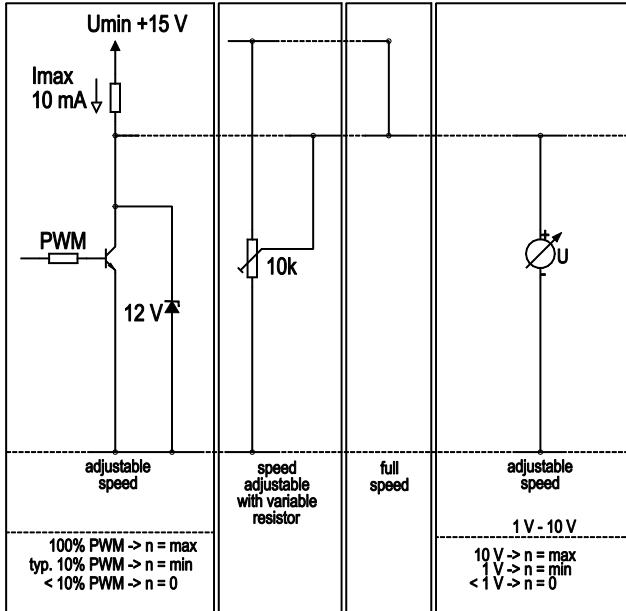 Umin +15 V
Imax
10 mA
PWM
12 V
10k
+
U
-
adjustable
speed
speed
adjustable
with variable
resistor
full
speed
adjustable
speed
1 V - 10 V
100% PWM -> n = max
typ. 10% PWM -> n = min
< 10% PWM -> n = 0
10 V -> n = max
1 V -> n = min
< 1 V -> n = 0